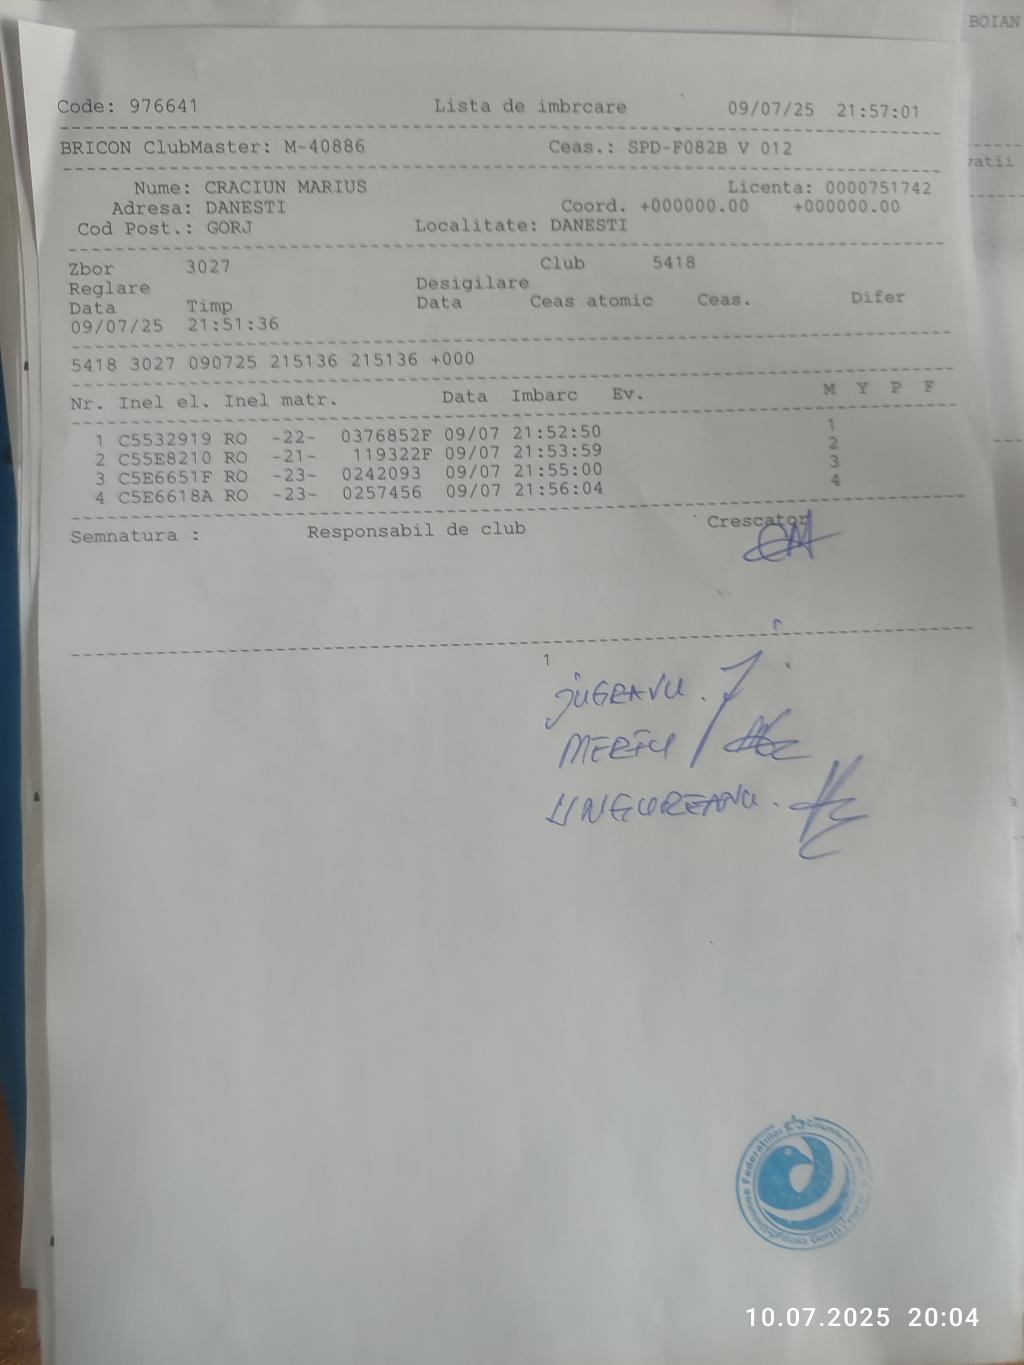 BOIAN
Code: 976641 Lista de imbrcare 09/07/25 21:57:01
BRICON ClubMaster: M-40886 Ceas.: SPD-F082B V 012
vatii
Nume: CRACIUN MARIUS Licenta: 0000751742
Adresa: DANESTI Coord. +000000.00 +000000.00
Cod Post.: GORJ Localitate: DANESTI
Zbor 3027 Club 5418
Reglare Desigilare
Data Timp Data Ceas atomic Ceas. Difer
09/07/25 21:51:36
5418 3027 090725 215136 215136 +000
Nr. Inel el. Inel matr. Data Imbarc Ev. M Y P F
1 C5532919 RO -22- 0376852F 09/07 21:52:50 1
2 C55E8210 RO -21- 119322F 09/07 21:53:59 2
3 C5E6651F RO -23- 0242093 09/07 21:55:00 3
4 C5E6618A RO -23- 0257456 09/07 21:56:04 4
Semnatura : Responsabil de club Crescator
1
JUGRAVU
UNGUREANU
10.07.2025 20:04